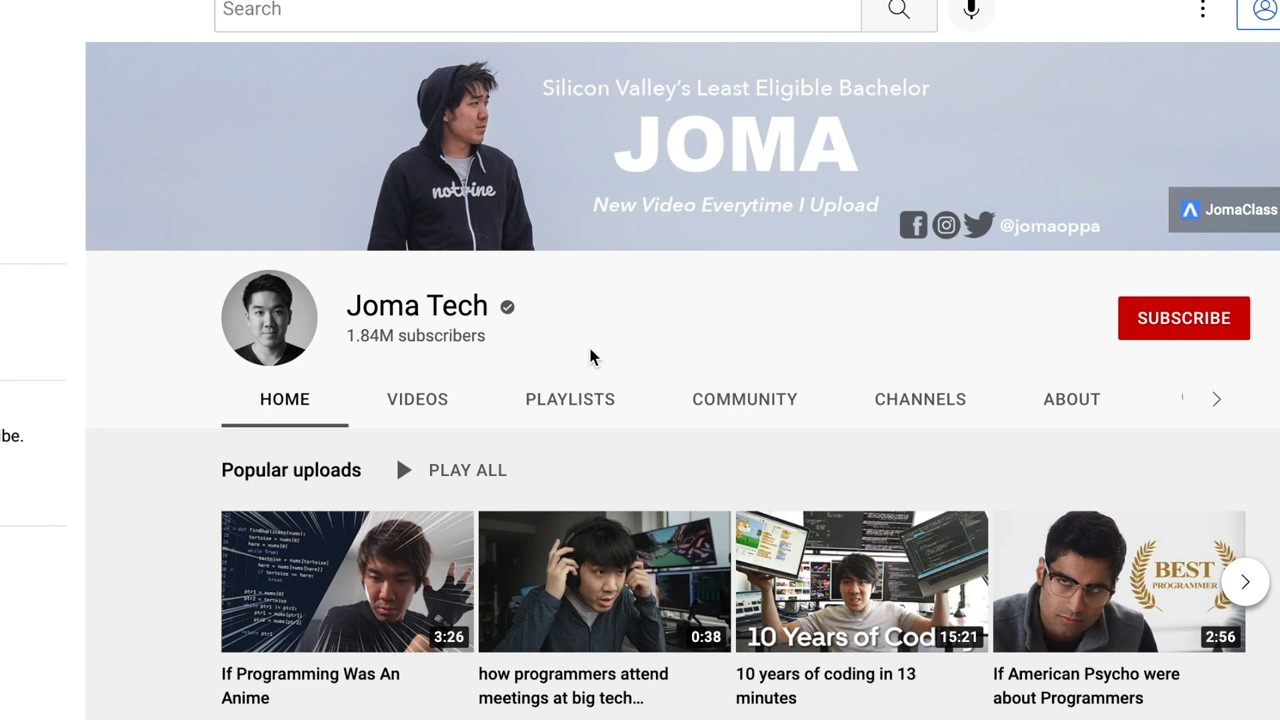 Search
Silicon Valley's Least Eligible Bachelor
JOMA
New Video Everytime I Upload
@jomaoppa
JomaClass
Joma Tech
1.84M subscribers
SUBSCRIBE
HOME VIDEOS PLAYLISTS COMMUNITY CHANNELS ABOUT
Popular uploads PLAY ALL
BEST
PROGRAMMER
3:26
0:38
10 Years of Cod
15:21
2:56
If Programming Was An
Anime
how programmers attend
meetings at big tech...
10 years of coding in 13
minutes
If American Psycho were
about Programmers